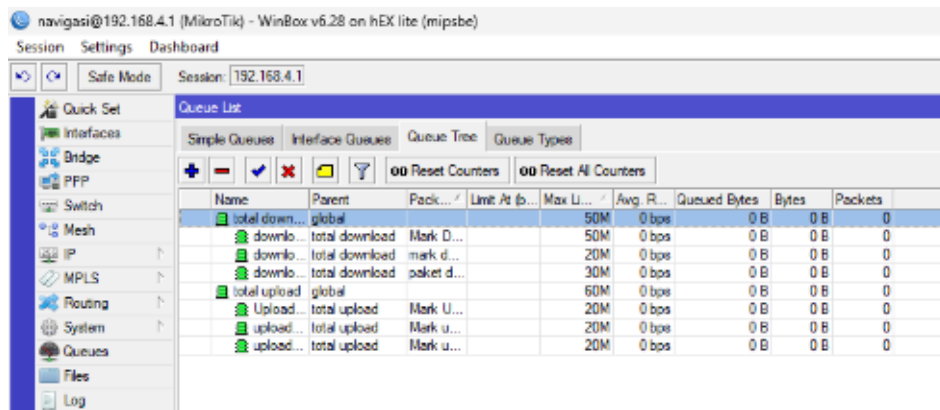 navigasi@192.168.4.1 (MikroTik) - WinBox v6.28 on hEX lite (mipsbe)
Session Settings Dashboard
Safe Mode Session: 192.168.4.1
Quick Set
Interfaces
Bridge
PPP
Switch
Mesh
IP
MPLS
Routing
System
Queues
Files
Log
Queue List
Simple Queues Interface Queues Queue Tree Queue Types
00 Reset Counters 00 Reset All Counters
Name Parent Pack... Limit At (b... Max Li... Avg. R... Queued Bytes Bytes Packets
total down... global 50M 0 bps 0 B 0 B 0
downlo... total download Mark D... 50M 0 bps 0 B 0 B 0
downlo... total download mark d... 20M 0 bps 0 B 0 B 0
downlo... total download paket d... 30M 0 bps 0 B 0 B 0
total upload global 60M 0 bps 0 B 0 B 0
Upload... total upload Mark U... 20M 0 bps 0 B 0 B 0
upload... total upload Mark u... 20M 0 bps 0 B 0 B 0
upload... total upload Mark u... 20M 0 bps 0 B 0 B 0